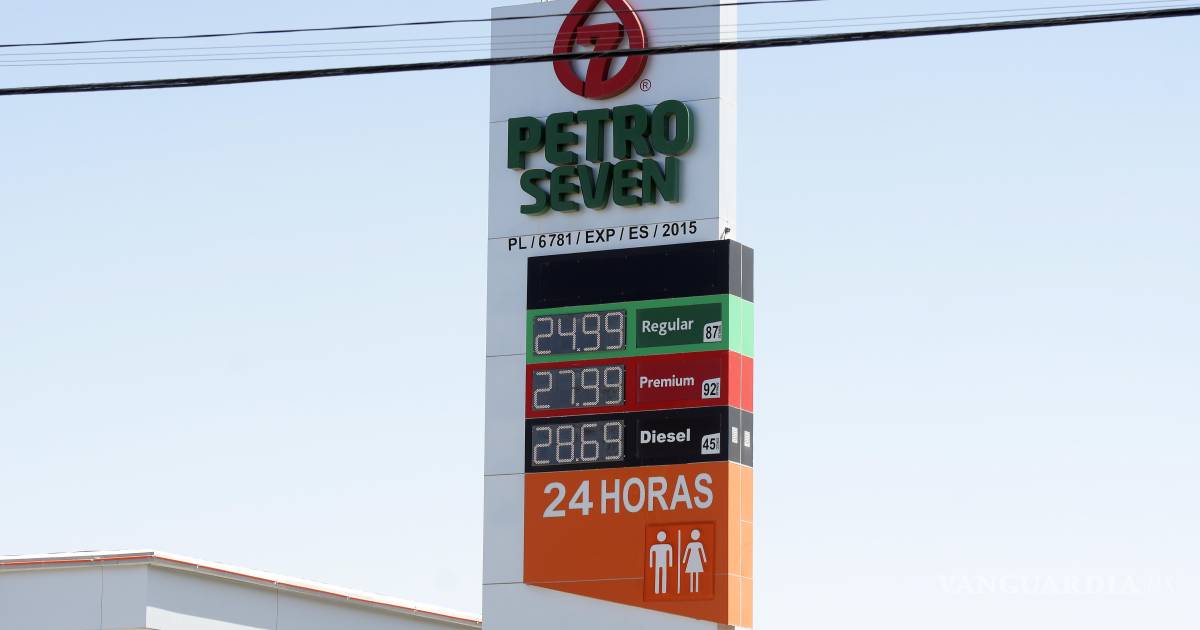 7 ®
PETRO
SEVEN
PL / 6781 / EXP / ES / 2015
24.99 Regular 87
27.99 Premium 92
28.69 Diesel 45
24 HORAS
VANGUARDIA